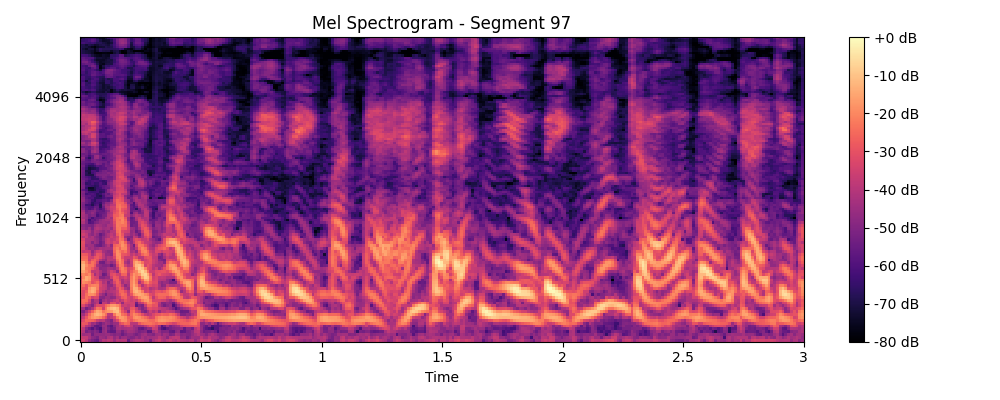 Mel Spectrogram - Segment 97
Frequency
4096
2048
1024
512
0
0
0.5
1
1.5
2
2.5
3
Time
+0 dB
-10 dB
-20 dB
-30 dB
-40 dB
-50 dB
-60 dB
-70 dB
-80 dB